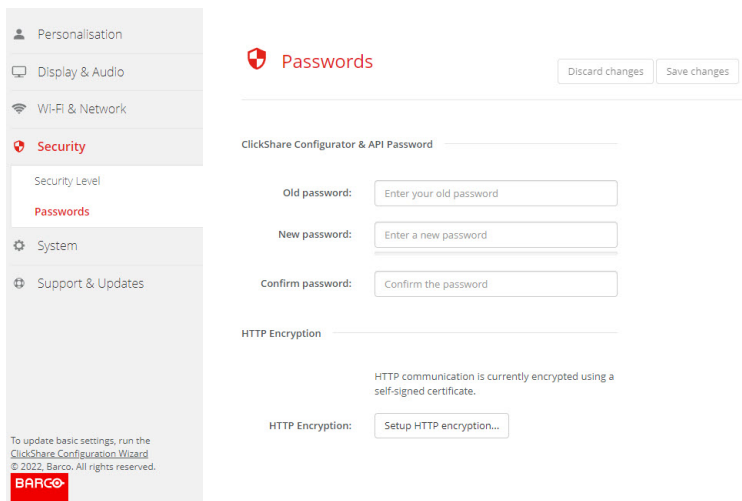 Personalisation
Display & Audio
Wi-Fi & Network
Security
Security Level
Passwords
System
Support & Updates
To update basic settings, run the
ClickShare Configuration Wizard
© 2022, Barco. All rights reserved.
BARCO
Passwords
Discard changes
Save changes
ClickShare Configurator & API Password
Old password:
Enter your old password
New password:
Enter a new password
Confirm password:
Confirm the password
HTTP Encryption
HTTP communication is currently encrypted using a
self-signed certificate.
HTTP Encryption:
Setup HTTP encryption...